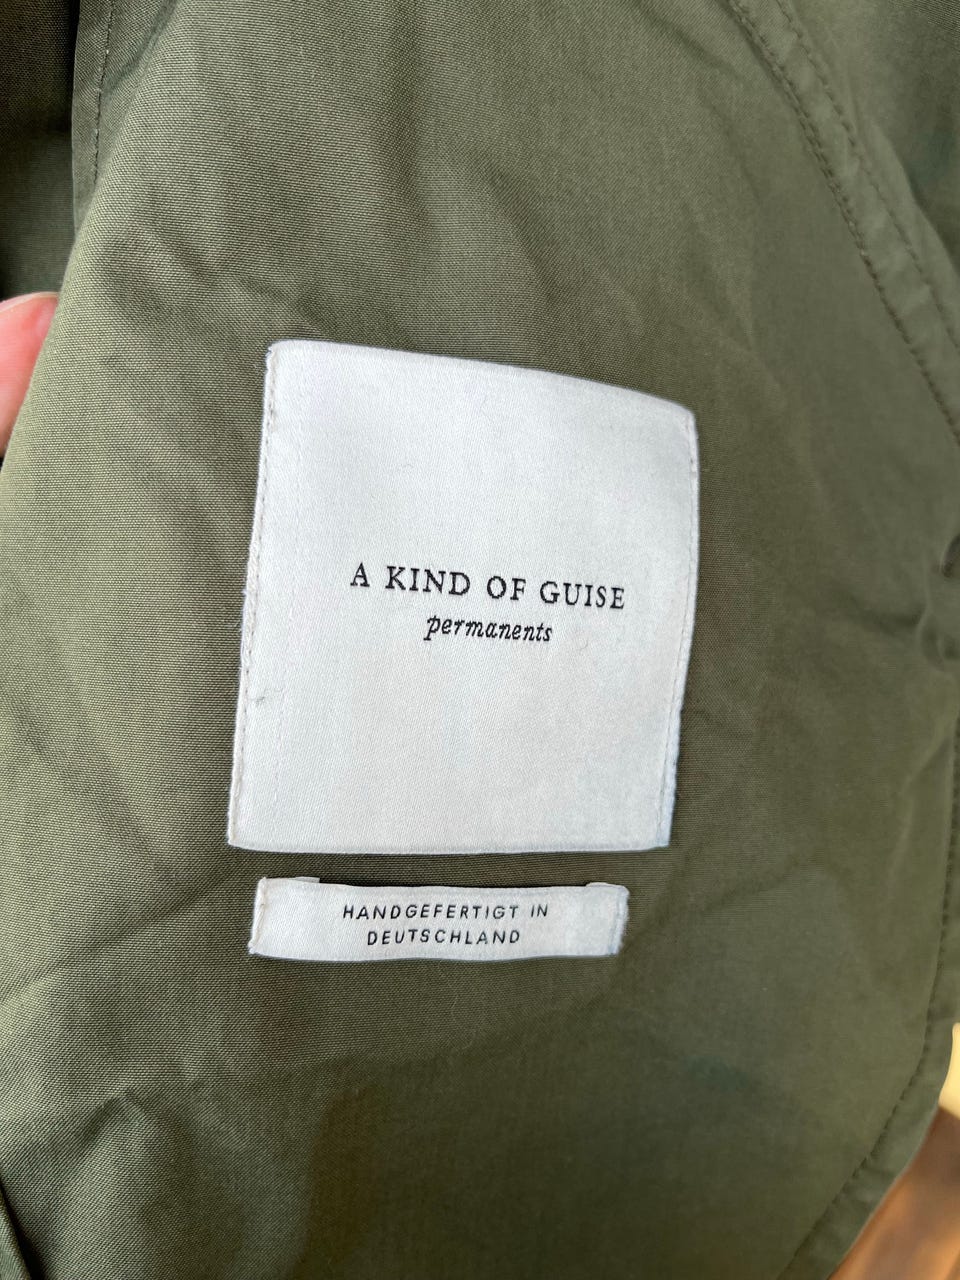 A KIND OF GUISE
permanents
HANDGEFERTIGT IN
DEUTSCHLAND